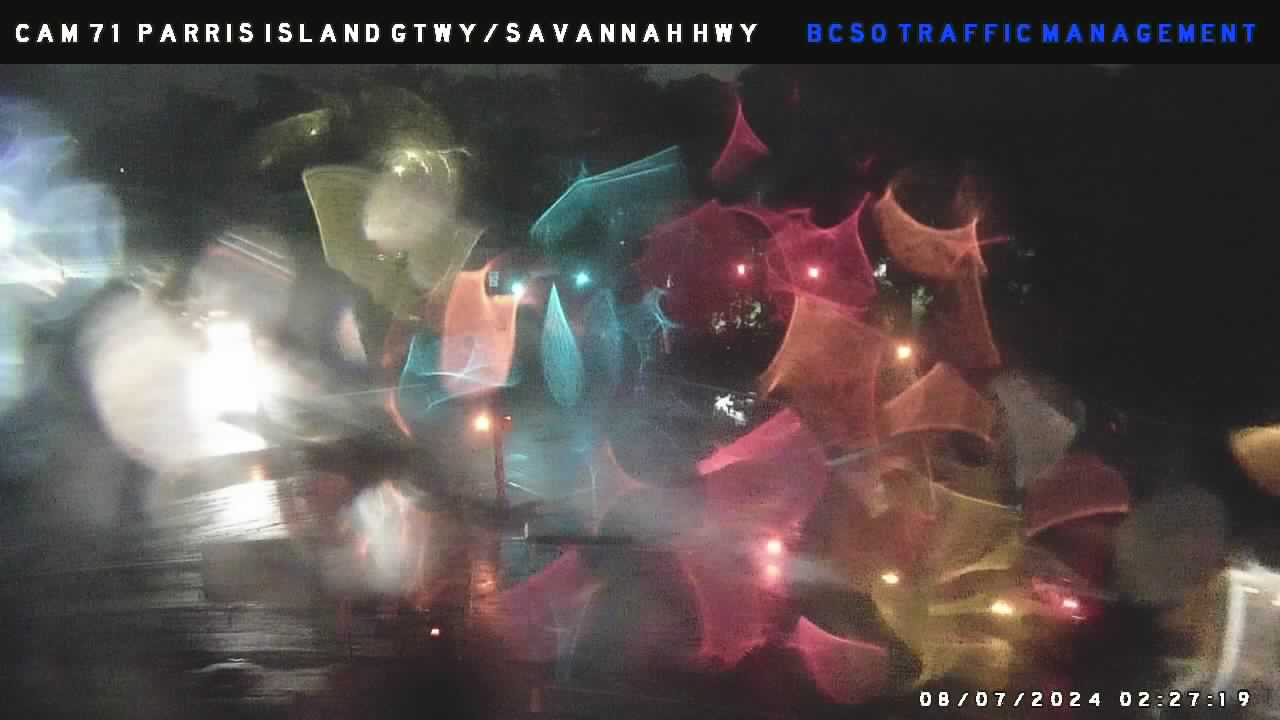 CAM 71 PARRIS ISLAND GTWY/SAVANNAH HWY BCSO TRAFFIC MANAGEMENT
08/07/2024 02:27:19